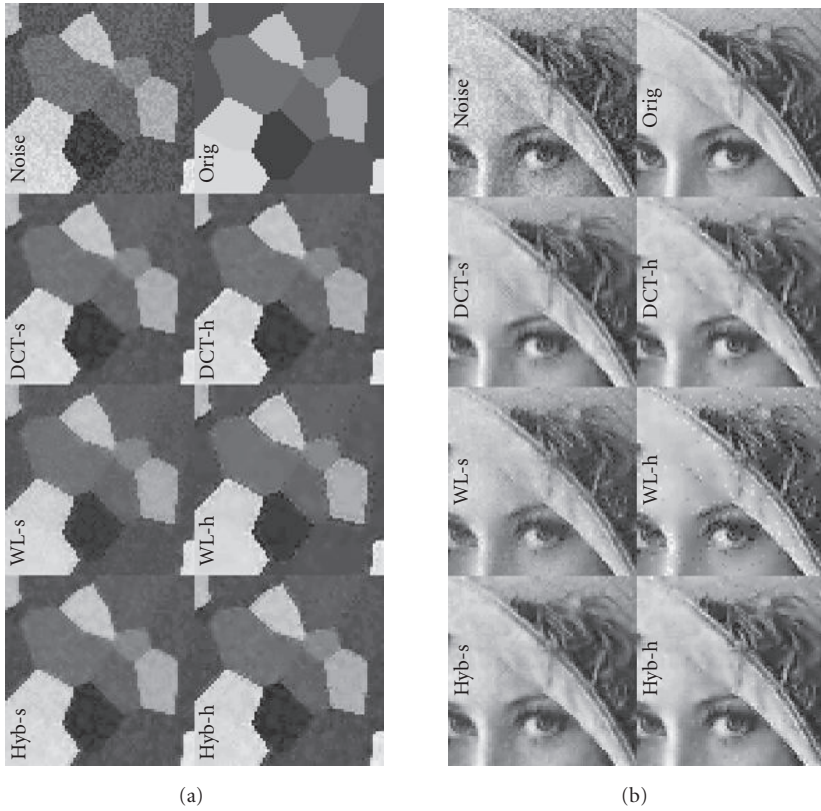 Noise
Orig
DCT-s
DCT-h
WL-s
WL-h
Hyb-s
Hyb-h
(a)
Noise
Orig
DCT-s
DCT-h
WL-s
WL-h
Hyb-s
Hyb-h
(b)